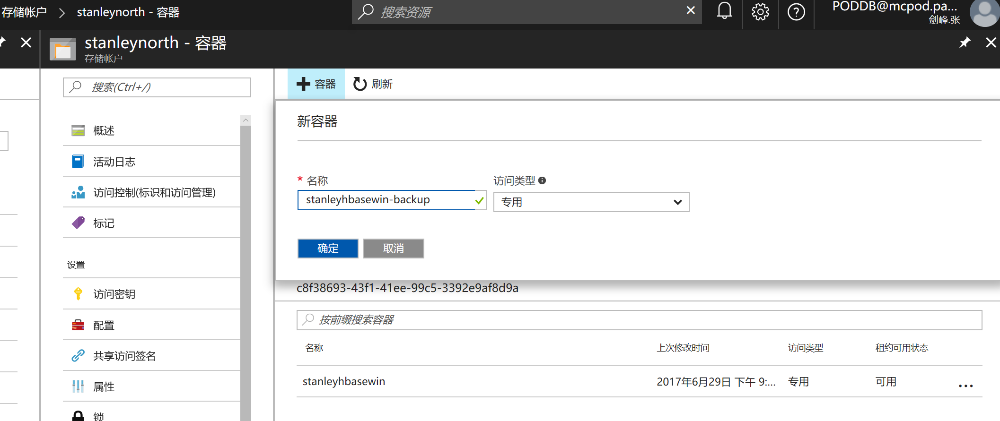 存储帐户 > stanleynorth - 容器
搜索资源
PODDB@mcpod.pa...
剑峰.张
stanleynorth - 容器
存储帐户
搜索(Ctrl+/)
概述
活动日志
访问控制(标识和访问管理)
标记
设置
访问密钥
配置
共享访问签名
属性
锁
容器
刷新
新容器
* 名称
访问类型
stanleyhbasewin-backup
专用
确定
取消
c8f38693-43f1-41ee-99c5-3392e9af8d9a
按前缀搜索容器
名称 上次修改时间 访问类型 租约可用状态
stanleyhbasewin 2017年6月29日 下午 9:... 专用 可用 ...